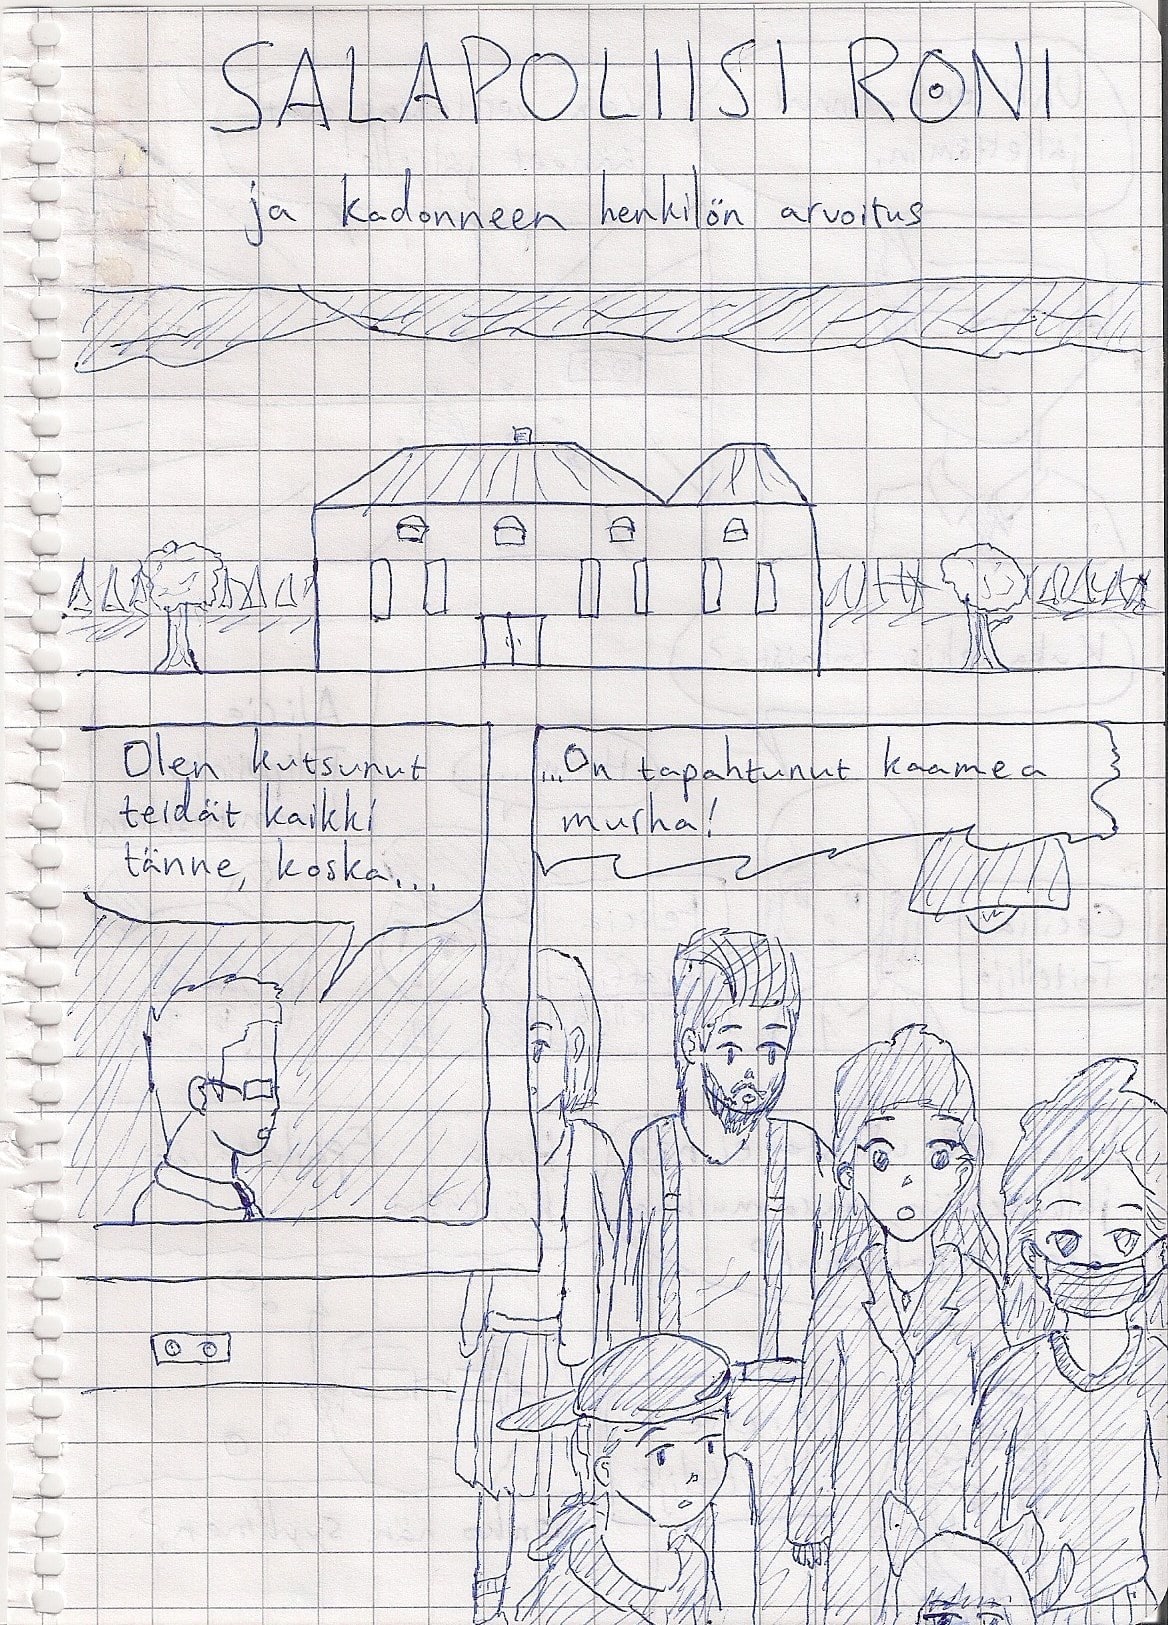 SALAPOLIISI RONI
ja kadonneen henkilön arvoitus
Olen kutsunut
teidät kaikki
tänne, koska...
...On tapahtunut kaamea
murha!